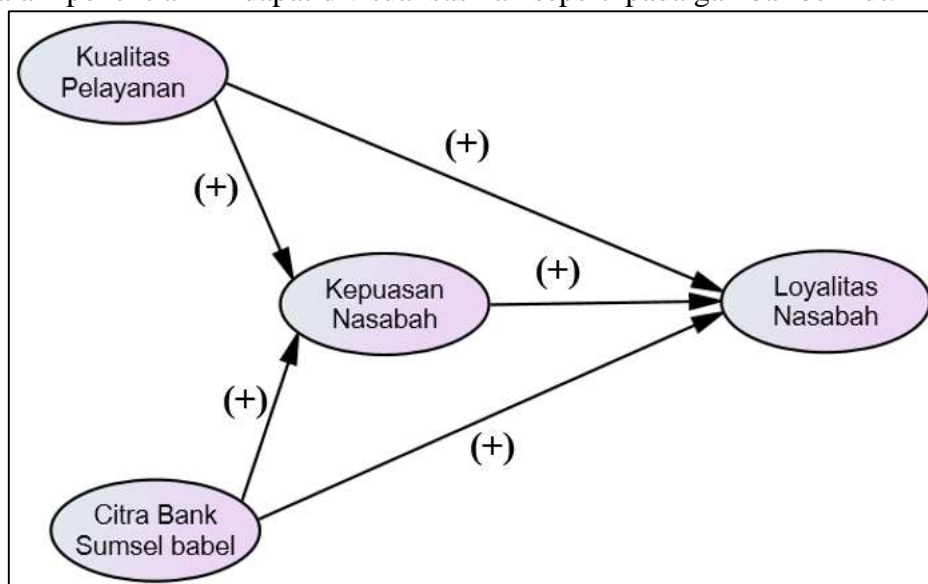 Kualitas
Pelayanan
(+)
(+)
Kepuasan
Nasabah
(+)
Loyalitas
Nasabah
(+)
(+)
Citra Bank
Sumsel babel